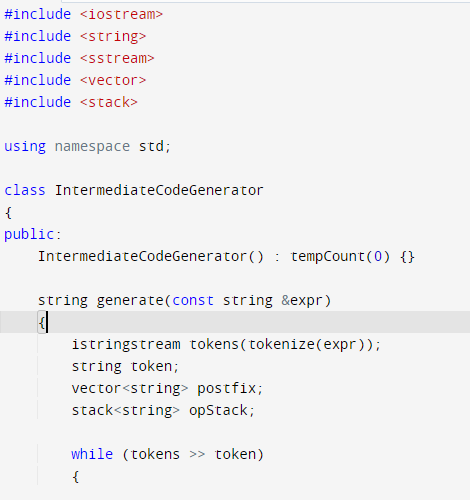 #include <iostream>
#include <string>
#include <sstream>
#include <vector>
#include <stack>

using namespace std;

class IntermediateCodeGenerator
{
public:
    IntermediateCodeGenerator() : tempCount(0) {}

    string generate(const string &expr)
    {
        istringstream tokens(tokenize(expr));
        string token;
        vector<string> postfix;
        stack<string> opStack;

        while (tokens >> token)
        {